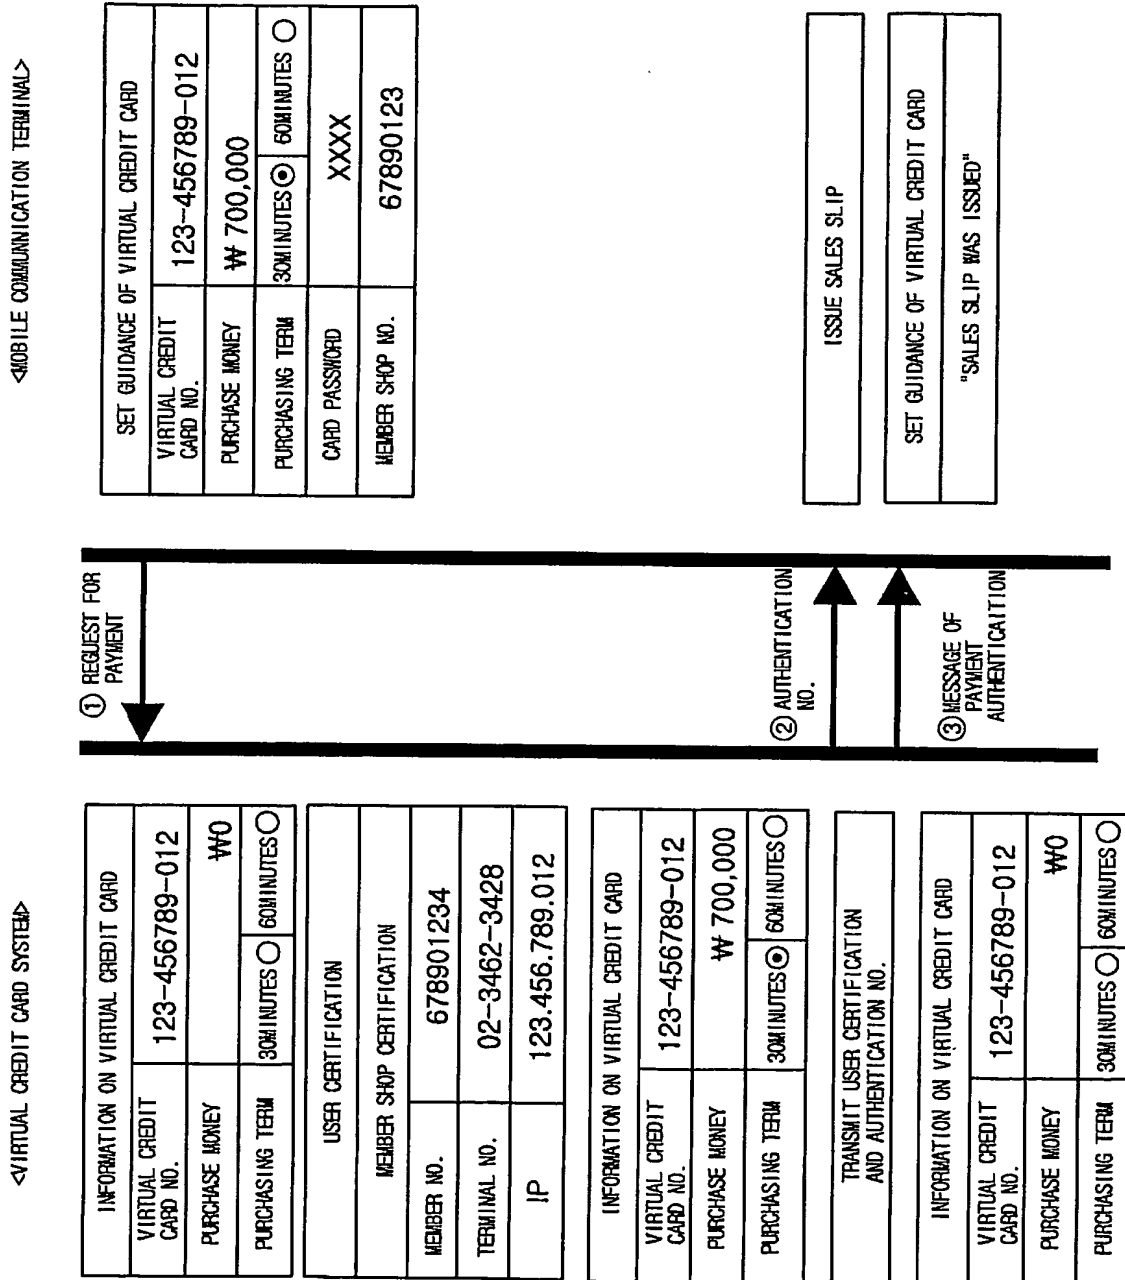 <VIRTUAL CREDIT CARD SYSTEM>
<MOBILE COMMUNNICATION TERMINAL>
INFORMATION ON VIRTUAL CREDIT CARD
VIRTUAL CREDIT
CARD NO.
123-456789-012
PURCHASE MONEY
₩0
PURCHASING TERM
30MINUTES
60MINUTES
USER CERTIFICATION
MEMBER SHOP CERTIFICATION
MEMBER NO.
678901234
TERMINAL NO.
02-3462-3428
IP
123.456.789.012
INFORMATION ON VIRTUAL CREDIT CARD
VIRTUAL CREDIT
CARD NO.
123-456789-012
PURCHASE MONEY
₩ 700,000
PURCHASING TERM
30MINUTES
60MINUTES
TRANSMIT USER CERTIFICATION
AND AUTHENTICATION NO.
INFORMATION ON VIRTUAL CREDIT CARD
VIRTUAL CREDIT
CARD NO.
123-456789-012
PURCHASE MONEY
₩0
PURCHASING TERM
30MINUTES
60MINUTES
① REGUEST FOR
PAYMENT
② AUTHENTICATION
NO.
③ MESSAGE OF
PAYMENT
AUTHENTICAITION
SET GUIDANCE OF VIRTUAL CREDIT CARD
VIRTUAL CREDIT
CARD NO.
123-456789-012
PURCHASE MONEY
₩ 700,000
PURCHASING TERM
30MINUTES
60MINUTES
CARD PASSWORD
XXXX
MEMBER SHOP NO.
67890123
ISSUE SALES SLIP
SET GUIDANCE OF VIRTUAL CREDIT CARD
"SALES SLIP WAS ISSUED"